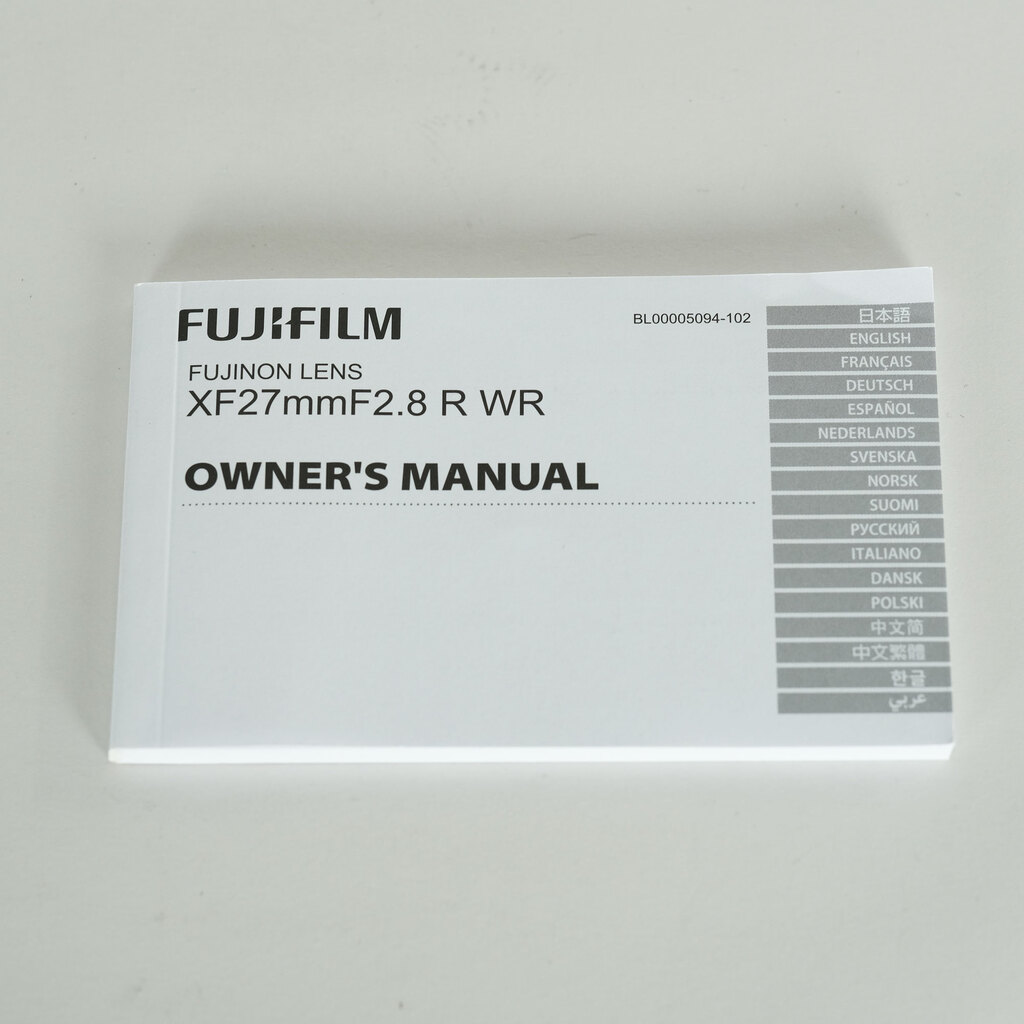 FUJIFILM
BL00005094-102
FUJINON LENS
XF27mmF2.8 R WR
OWNER'S MANUAL
日本語
ENGLISH
FRANÇAIS
DEUTSCH
ESPAÑOL
NEDERLANDS
SVENSKA
NORSK
SUOMI
РУССКИЙ
ITALIANO
DANSK
POLSKI
中文简
中文繁體
한글
عربي